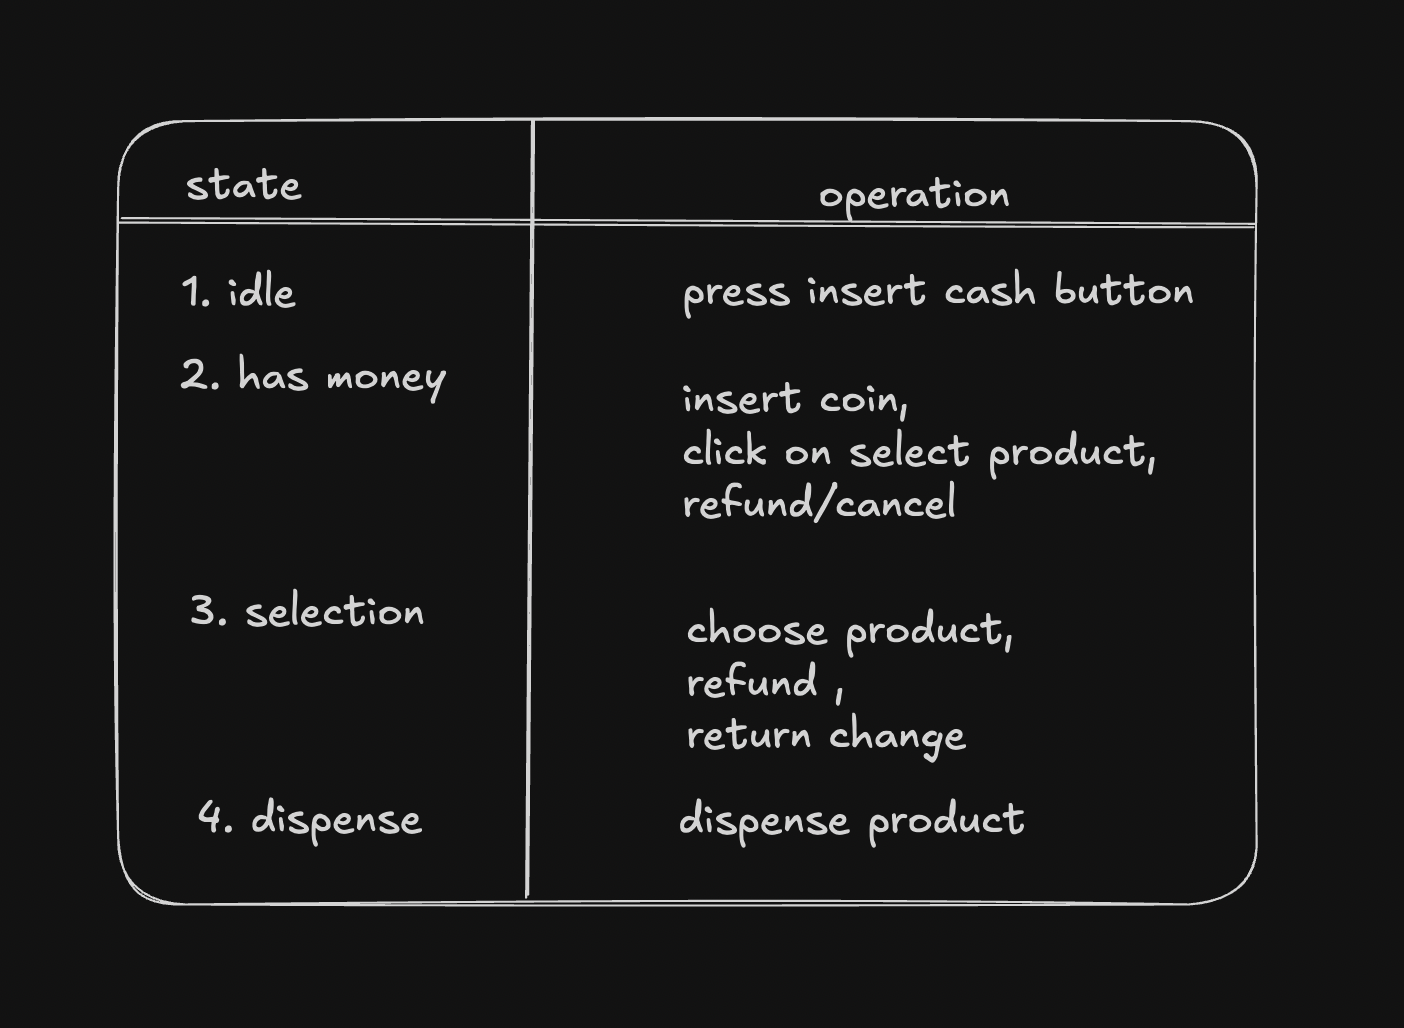 state
operation
1. idle
press insert cash button
2. has money
insert coin,
click on select product,
refund/cancel
3. selection
choose product,
refund ,
return change
4. dispense
dispense product